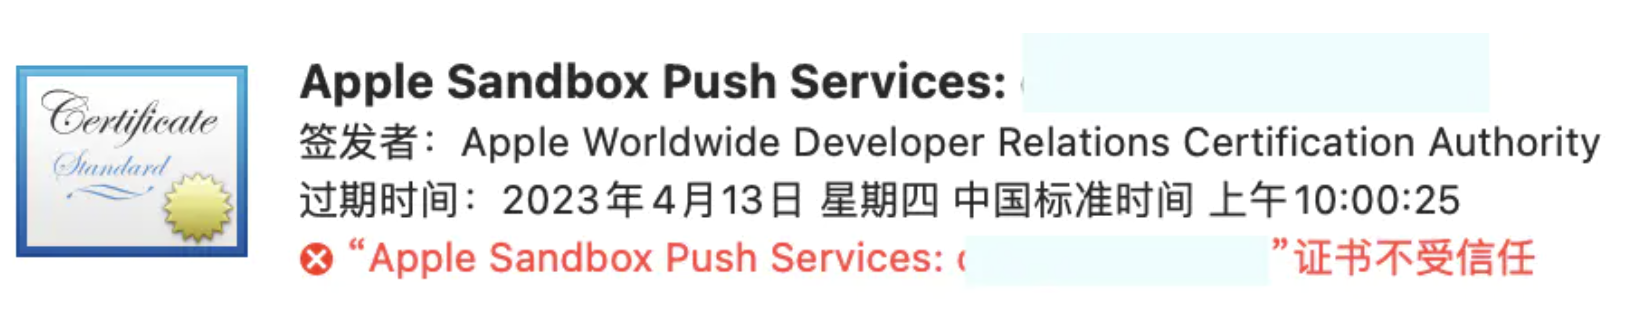 Certificate
Standard
Apple Sandbox Push Services:
签发者：Apple Worldwide Developer Relations Certification Authority
过期时间：2023年4月13日 星期四 中国标准时间 上午10:00:25
“Apple Sandbox Push Services: ”证书不受信任